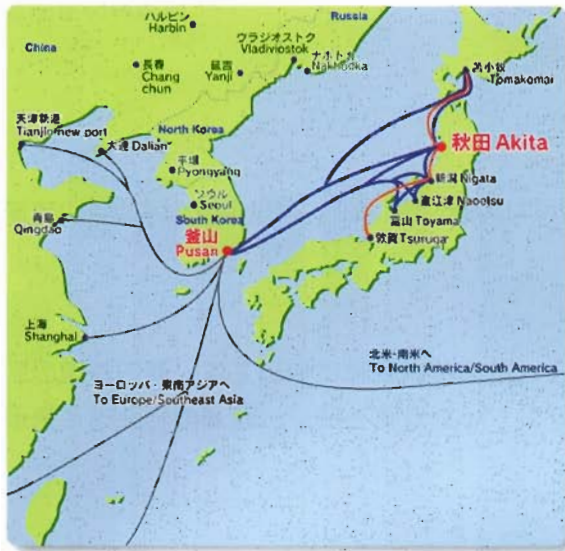 ハルビン
Harbin
Russia
China
ウラジオストク
Vladiviostok
ナホトカ
Nakhodka
長春
Chang
chun
延吉
Yanji
苫小牧
Tomakomai
天津新港
Tianjin new port
大連 Dalian
North Korea
平壌
Pyongyang
秋田 Akita
新潟 Nigata
直江津 Naoetsu
富山 Toyama
敦賀 Tsuruga
ソウル
Seoul
South Korea
釜山
Pusan
青島
Qingdao
上海
Shanghai
北米・南米へ
To North America/South America
ヨーロッパ・東南アジアへ
To Europe/Southeast Asia